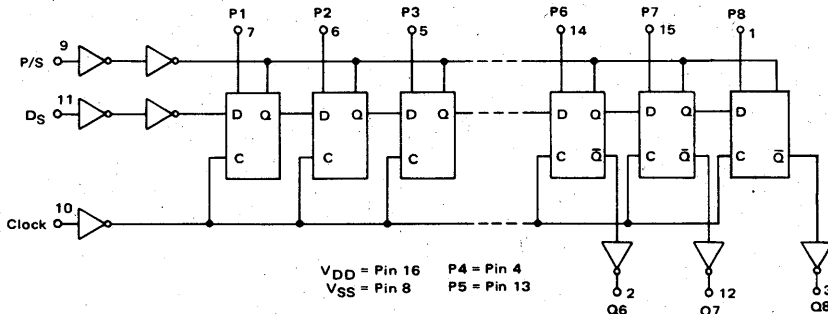 P1 P2 P3 P6 P7 P8
7 6 5 14 15 1
9
P/S
11
DS D Q D Q D Q D Q D Q D
C C C C Q̅ C Q̅ C Q̅
10
Clock
VDD = Pin 16 P4 = Pin 4
VSS = Pin 8 P5 = Pin 13
2 12 3
Q6 Q7 Q8